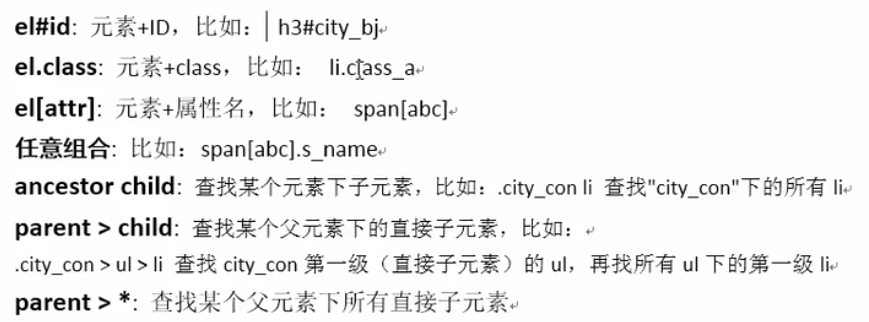 el#id: 元素+ID，比如： h3#city_bj
el.class: 元素+class，比如： li.class_a
el[attr]: 元素+属性名，比如： span[abc]
任意组合: 比如：span[abc].s_name
ancestor child: 查找某个元素下子元素，比如：.city_con li 查找"city_con"下的所有 li
parent > child: 查找某个父元素下的直接子元素，比如：
.city_con > ul > li 查找 city_con 第一级（直接子元素）的 ul，再找所有 ul 下的第一级 li
parent > *: 查找某个父元素下所有直接子元素